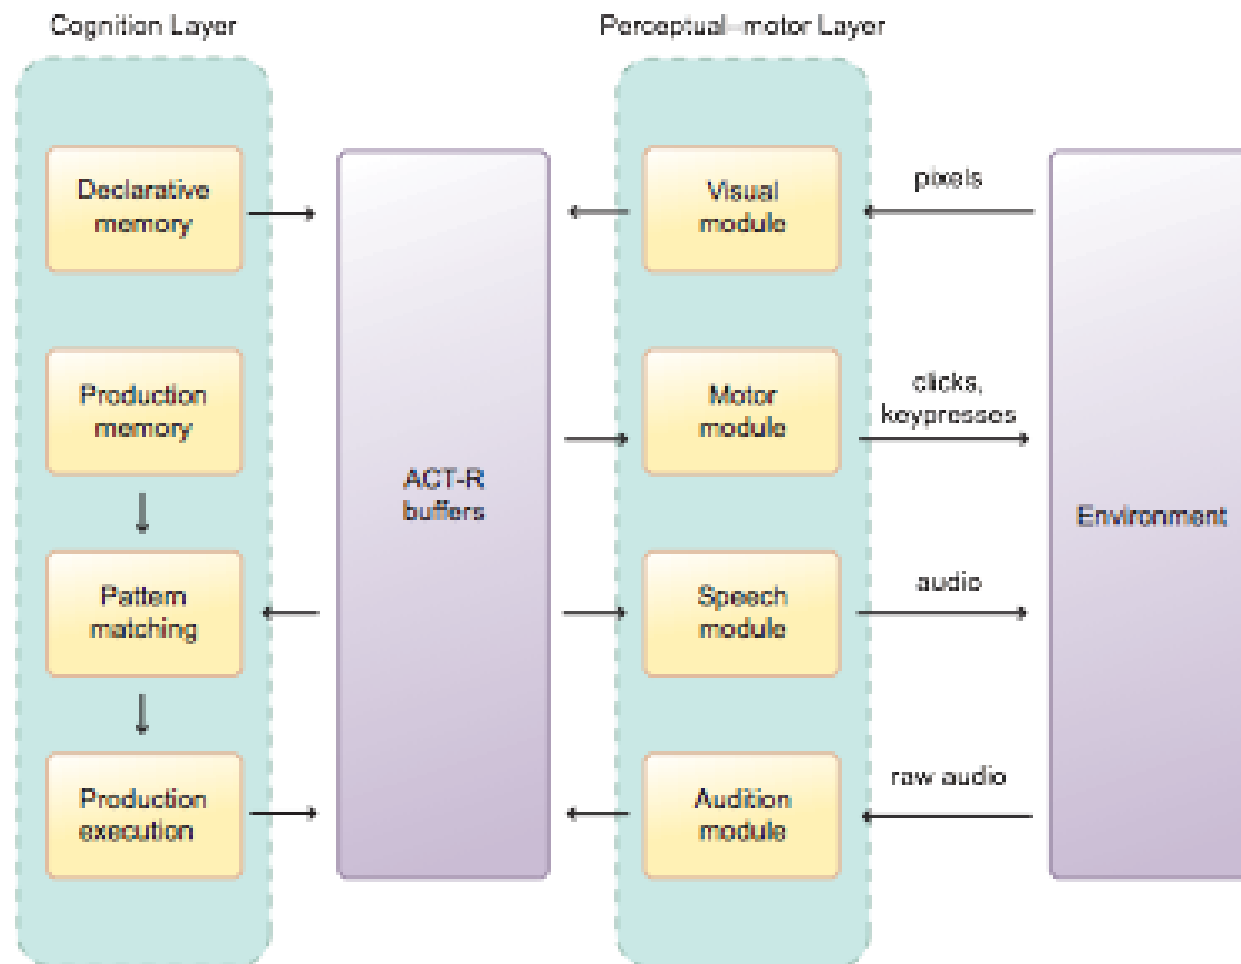 Cognition Layer
Perceptual–motor Layer
Declarative
memory
Production
memory
Pattern
matching
Production
execution
ACT-R
buffers
Visual
module
Motor
module
Speech
module
Audition
module
pixels
clicks,
keypresses
audio
raw audio
Environment